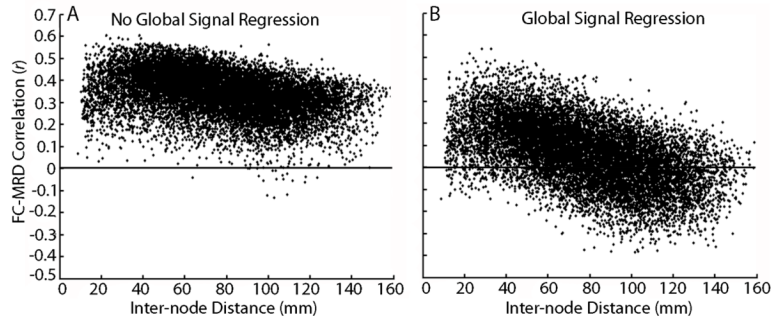 A No Global Signal Regression
B Global Signal Regression
FC-MRD Correlation (r)
0.7
0.6
0.5
0.4
0.3
0.2
0.1
0
-0.1
-0.2
-0.3
-0.4
-0.5
0 20 40 60 80 100 120 140 160
0 20 40 60 80 100 120 140 160
Inter-node Distance (mm)
Inter-node Distance (mm)